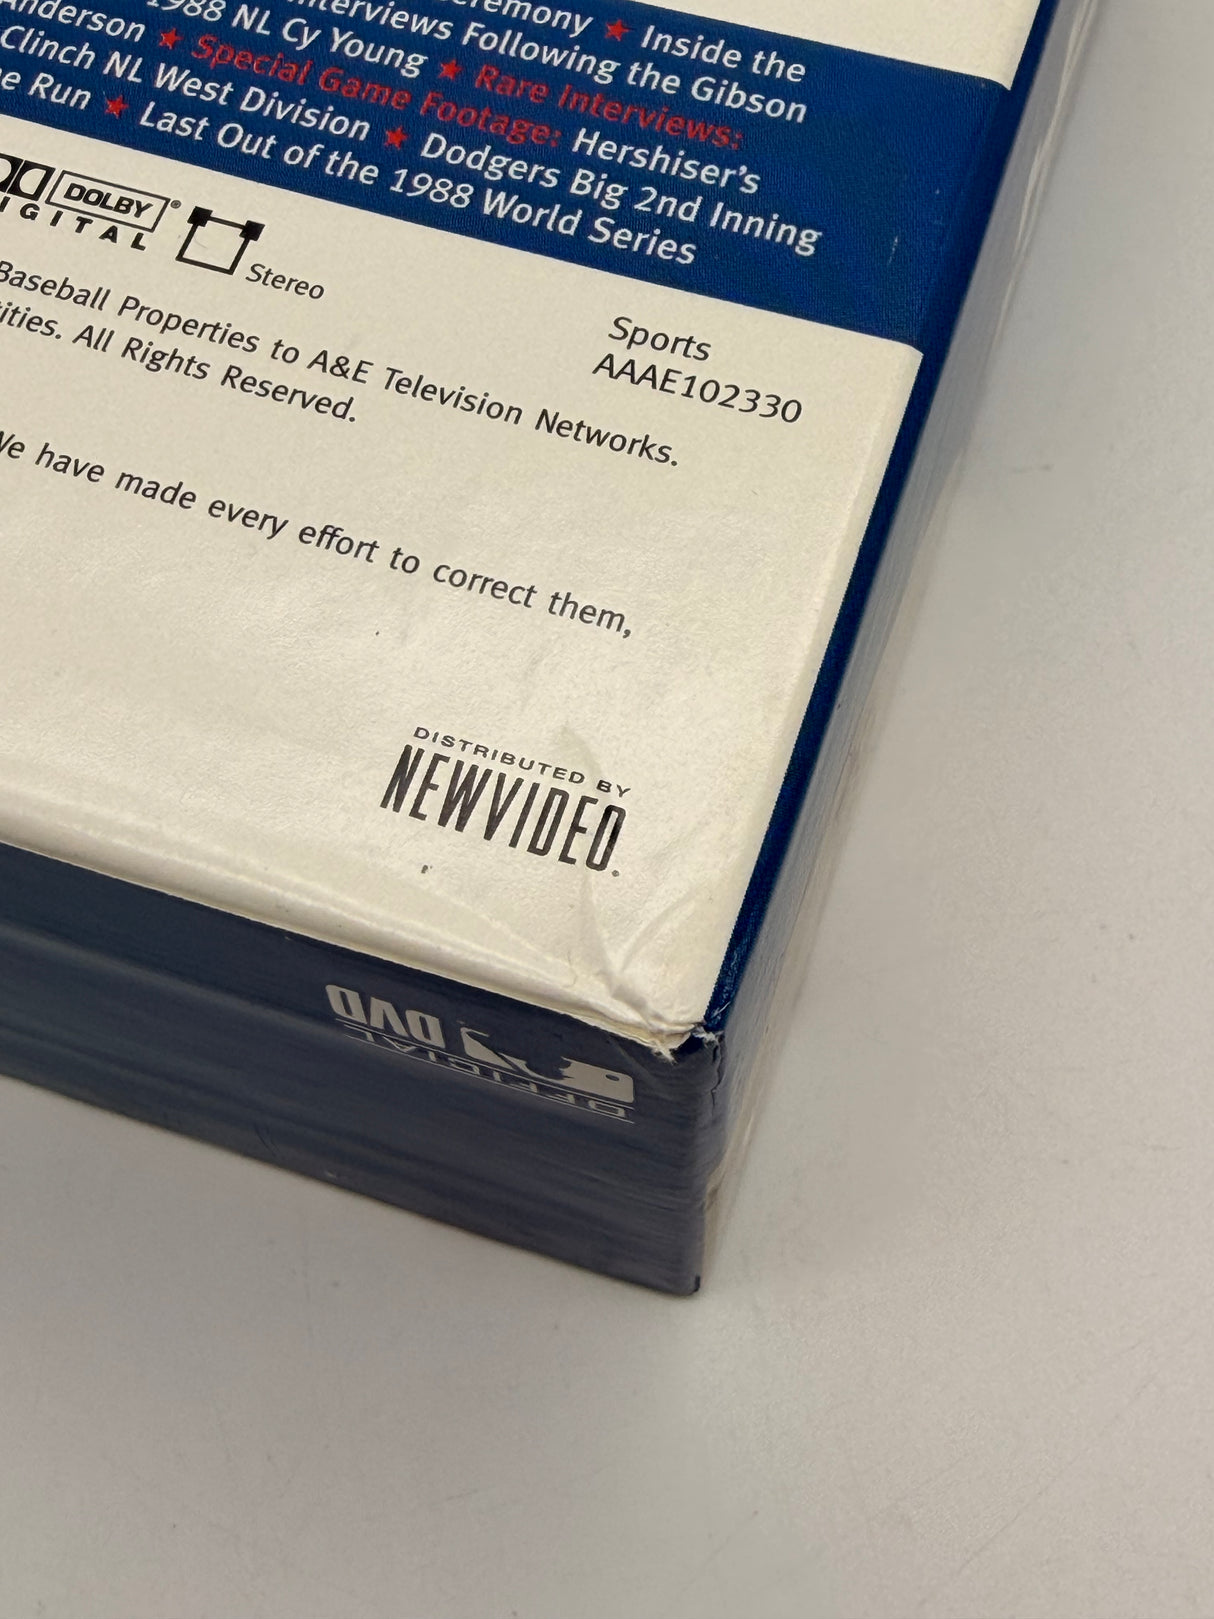 Ceremony ★ Inside the
1988 NL Cy Young ★ Rare Interviews:
Interviews Following the Gibson
Anderson ★ Special Game Footage: Hershiser's
Clinch NL West Division ★ Dodgers Big 2nd Inning
Run ★ Last Out of the 1988 World Series
DOLBY®
DIGITAL
Stereo
Sports
AAAE102330
Baseball Properties to A&E Television Networks.
All Rights Reserved.
We have made every effort to correct them,
DISTRIBUTED BY
NEWVIDEO®
OFFICIAL
DVD